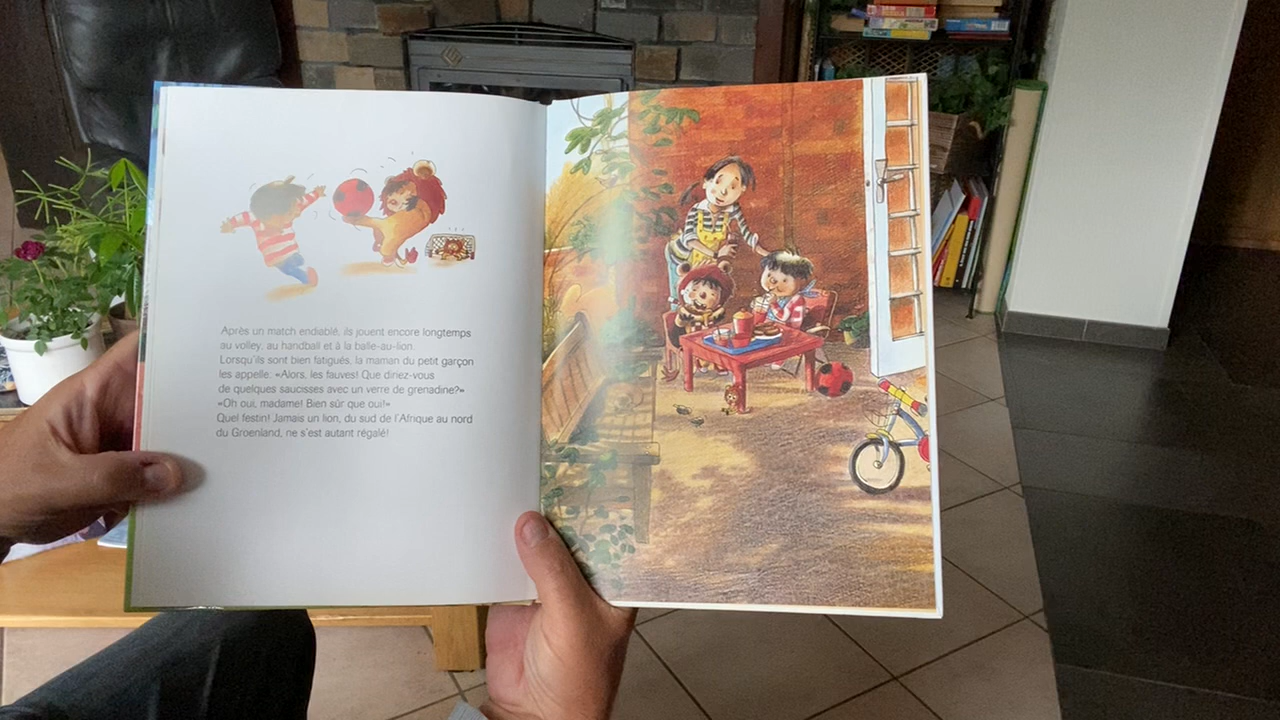 Après un match endiablé, ils jouent encore longtemps
au volley, au handball et à la balle-au-lion.
Lorsqu'ils sont bien fatigués, la maman du petit garçon
les appelle. «Alors, les fauves! Que diriez-vous
de quelques saucisses avec un verre de grenadine?»
«Oh oui, madame! Bien sûr que oui!»
Quel festin! Jamais un lion, du sud de l'Afrique au nord
du Groenland, ne s'est autant régalé!